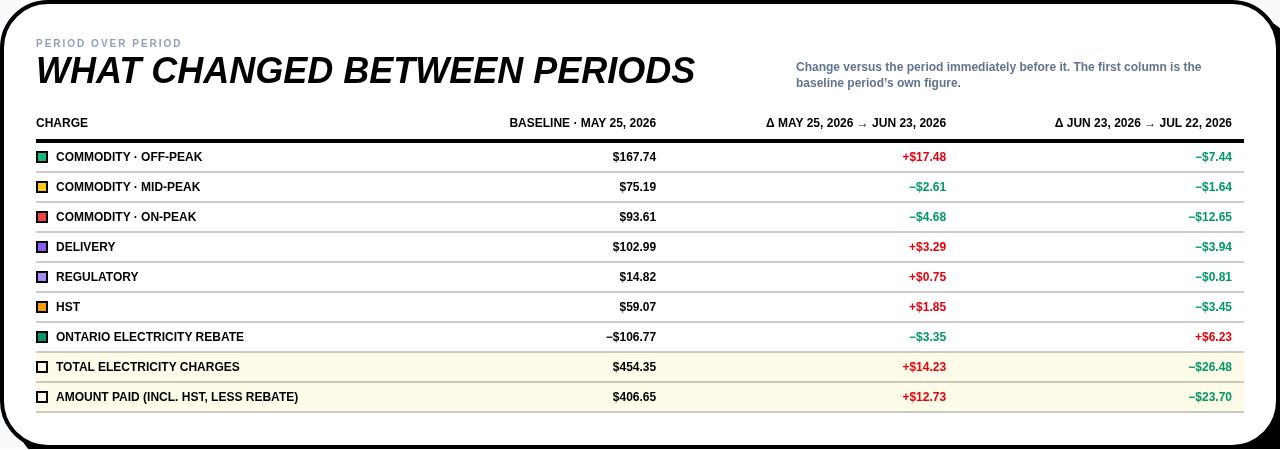 PERIOD OVER PERIOD
WHAT CHANGED BETWEEN PERIODS
Change versus the period immediately before it. The first column is the
baseline period’s own figure.
CHARGE BASELINE · MAY 25, 2026 Δ MAY 25, 2026 → JUN 23, 2026 Δ JUN 23, 2026 → JUL 22, 2026
COMMODITY · OFF-PEAK $167.74 +$17.48 −$7.44
COMMODITY · MID-PEAK $75.19 −$2.61 −$1.64
COMMODITY · ON-PEAK $93.61 −$4.68 −$12.65
DELIVERY $102.99 +$3.29 −$3.94
REGULATORY $14.82 +$0.75 −$0.81
HST $59.07 +$1.85 −$3.45
ONTARIO ELECTRICITY REBATE −$106.77 −$3.35 +$6.23
TOTAL ELECTRICITY CHARGES $454.35 +$14.23 −$26.48
AMOUNT PAID (INCL. HST, LESS REBATE) $406.65 +$12.73 −$23.70